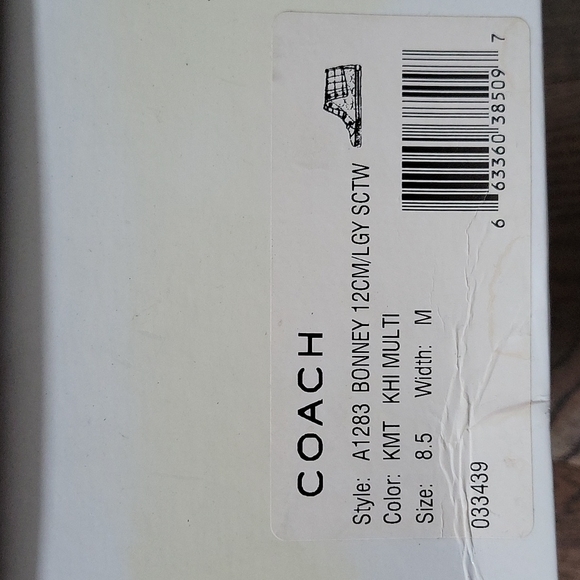 COACH
Style: A1283 BONNEY 12CM/LGY SCTW
Color: KMT KHI MULTI
Size: 8.5 Width: M
033439
6 63360 38509 7